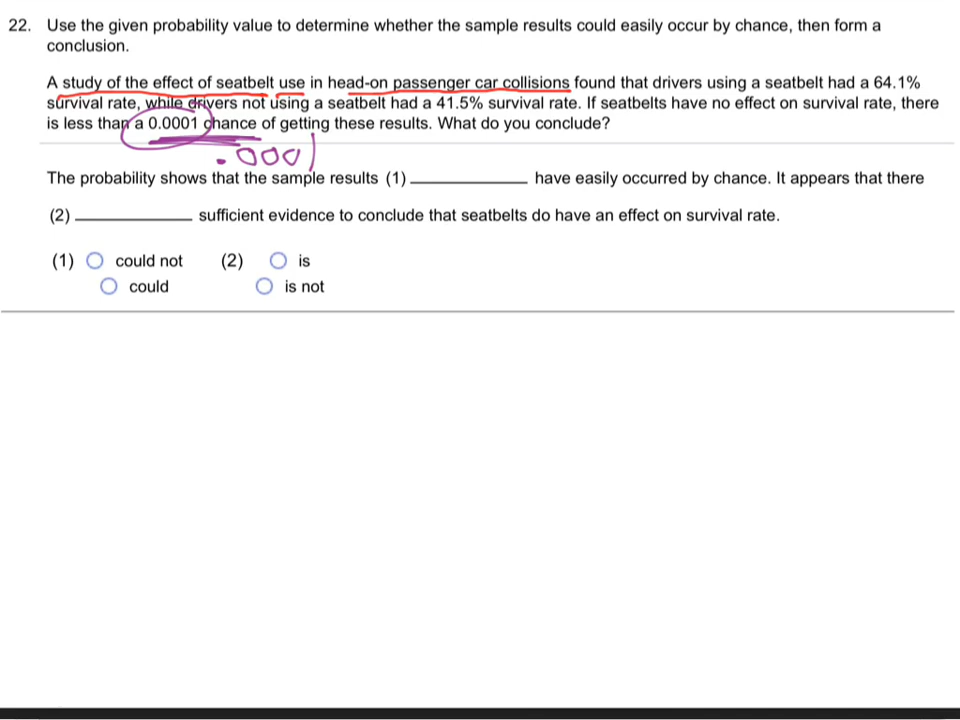 22. Use the given probability value to determine whether the sample results could easily occur by chance, then form a
conclusion.
A study of the effect of seatbelt use in head-on passenger car collisions found that drivers using a seatbelt had a 64.1%
survival rate, while drivers not using a seatbelt had a 41.5% survival rate. If seatbelts have no effect on survival rate, there
is less than a 0.0001 chance of getting these results. What do you conclude?
.0001
The probability shows that the sample results (1) ____________ have easily occurred by chance. It appears that there
(2) ____________ sufficient evidence to conclude that seatbelts do have an effect on survival rate.
(1) could not (2) is
could is not